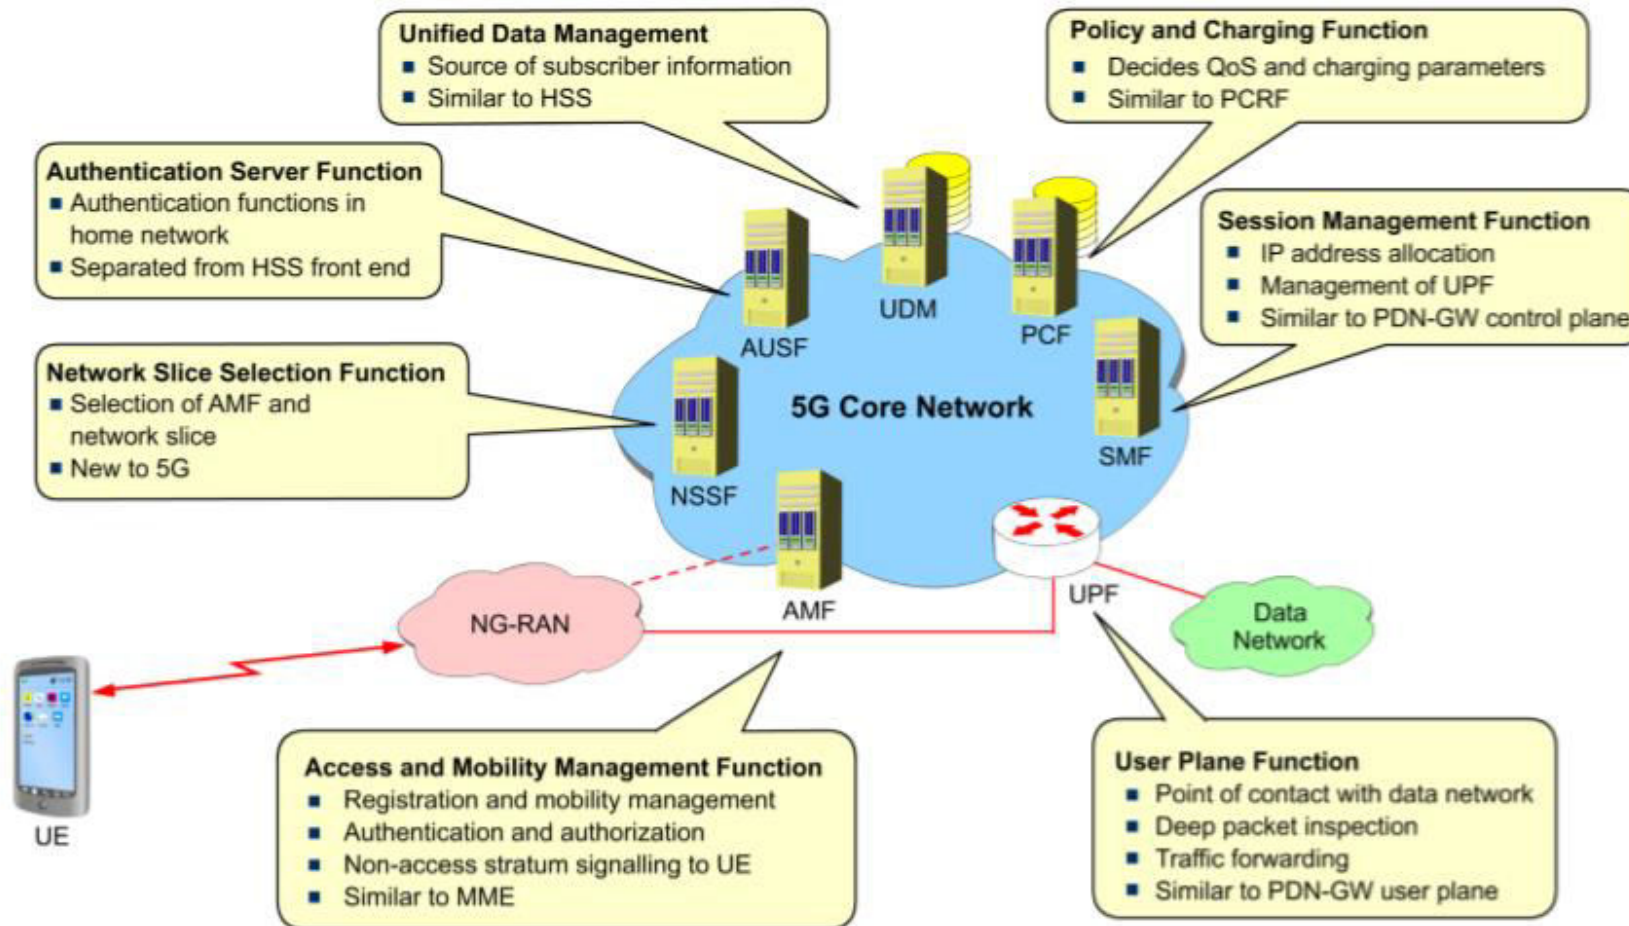 Unified Data Management
Source of subscriber information
Similar to HSS
Policy and Charging Function
Decides QoS and charging parameters
Similar to PCRF
Authentication Server Function
Authentication functions in
home network
Separated from HSS front end
Session Management Function
IP address allocation
Management of UPF
Similar to PDN-GW control plane
Network Slice Selection Function
Selection of AMF and
network slice
New to 5G
UDM
PCF
AUSF
5G Core Network
SMF
NSSF
AMF
UPF
NG-RAN
Data
Network
UE
Access and Mobility Management Function
Registration and mobility management
Authentication and authorization
Non-access stratum signalling to UE
Similar to MME
User Plane Function
Point of contact with data network
Deep packet inspection
Traffic forwarding
Similar to PDN-GW user plane